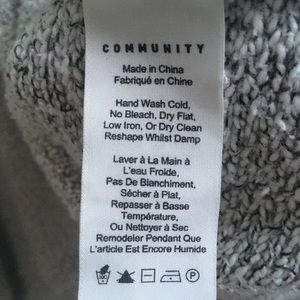 COMMUNITY
Made in China
Fabriqué en Chine
Hand Wash Cold,
No Bleach, Dry Flat,
Low Iron, Or Dry Clean
Reshape Whilst Damp
Laver à La Main à
L'eau Froide,
Pas De Blanchiment,
Sécher à Plat,
Repasser à Basse
Température,
Ou Nettoyer à Sec
Remodeler Pendant Que
L'article Est Encore Humide